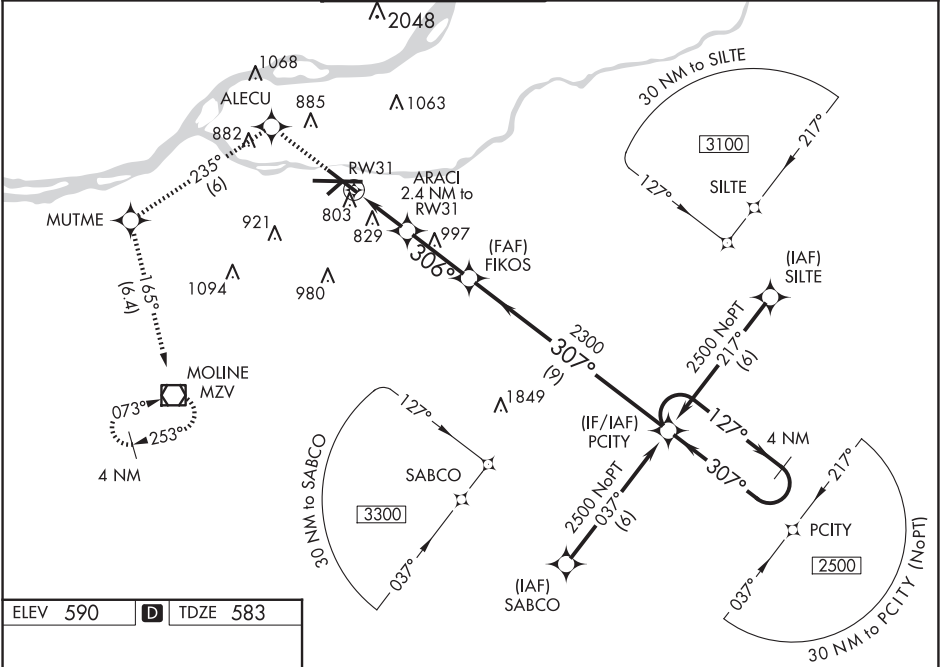 2048
1068
ALECU
885
1063
882
235°
(6)
RW31
ARACI
2.4 NM to
RW31
MUTME
803
829
997
921
306°
(FAF)
FIKOS
1094
980
165°
(6.4)
MOLINE
MZV
073°
253°
4 NM
30 NM to SILTE
3100
217°
127°
SILTE
(IAF)
SILTE
2500 NoPT
217°
(6)
2300
307°
(9)
1849
(IF/IAF)
PCITY
127°
4 NM
307°
2500 NoPT
037°
(6)
(IAF)
SABCO
127°
SABCO
30 NM to SABCO
3300
037°
217°
PCITY
2500
037°
30 NM to PCITY (NoPT)
ELEV 590 D TDZE 583